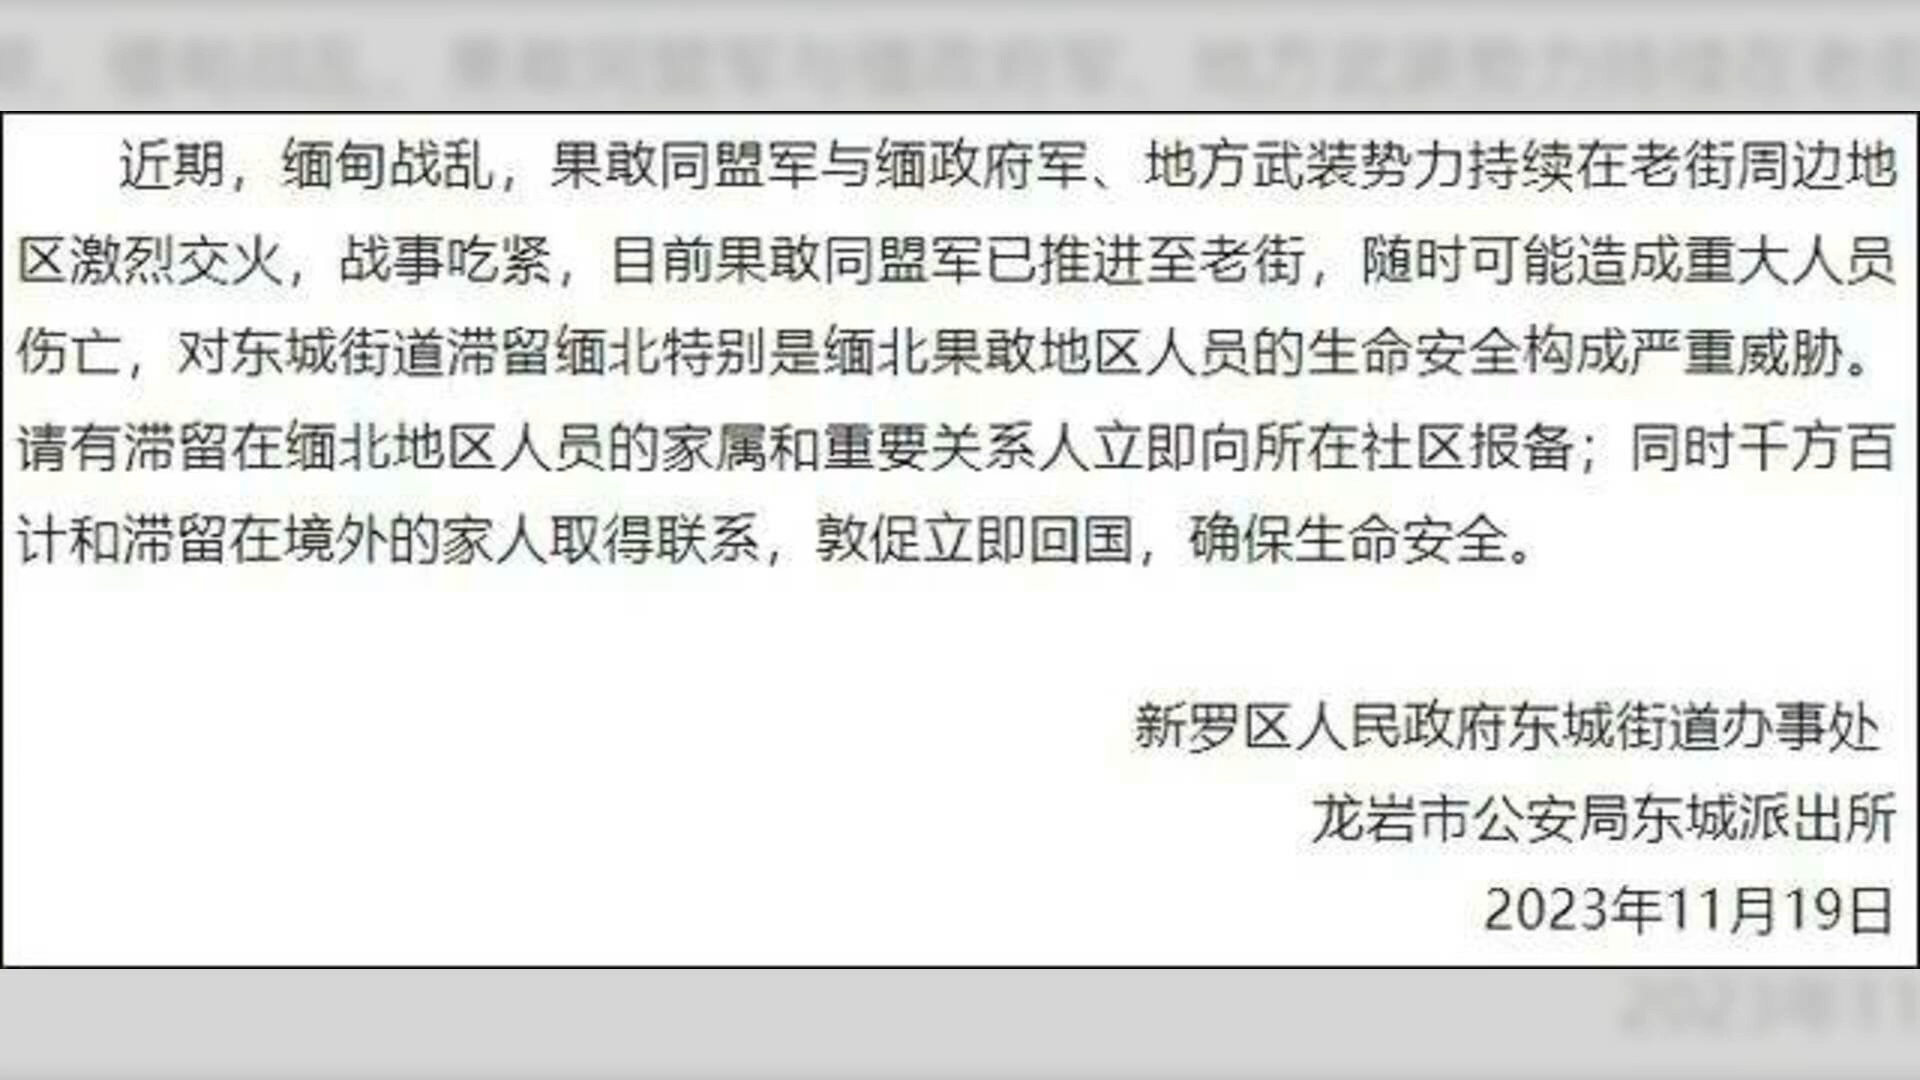 近期，缅甸战乱，果敢同盟军与缅政府军、地方武装势力持续在老街周边地
区激烈交火，战事吃紧，目前果敢同盟军已推进至老街，随时可能造成重大人员
伤亡，对东城街道滞留缅北特别是缅北果敢地区人员的生命安全构成严重威胁。
请有滞留在缅北地区人员的家属和重要关系人立即向所在社区报备；同时千方百
计和滞留在境外的家人取得联系，敦促立即回国，确保生命安全。
新罗区人民政府东城街道办事处
龙岩市公安局东城派出所
2023年11月19日